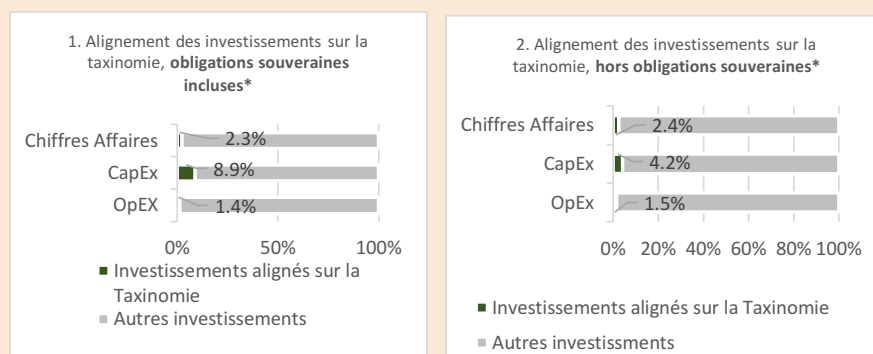 1. Alignement des investissements sur la
taxinomie, obligations souveraines
incluses*
Chiffres Affaires
2.3%
CapEx
8.9%
OpEX
1.4%
0% 50% 100%
Investissements alignés sur la
Taxinomie
Autres investissements
2. Alignement des investissements sur la
taxinomie, hors obligations souveraines*
Chiffres Affaires
2.4%
CapEx
4.2%
OpEx
1.5%
0% 20% 40% 60% 80% 100%
Investissements alignés sur la Taxinomie
Autres investissments